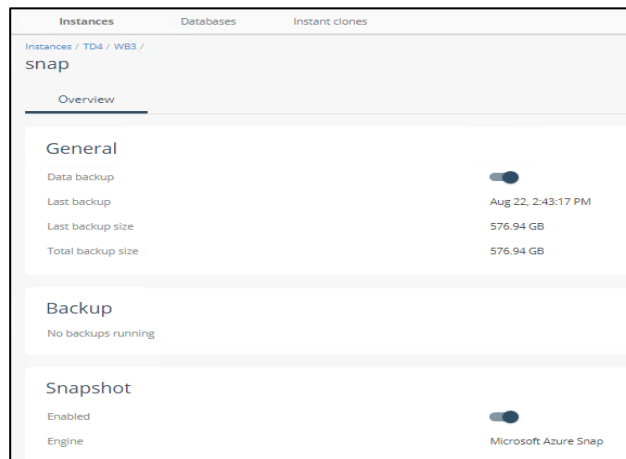 Instances Databases Instant clones
Instances / TD4 / WB3 /
snap
Overview
General
Data backup
Last backup Aug 22, 2:43:17 PM
Last backup size 576.94 GB
Total backup size 576.94 GB
Backup
No backups running
Snapshot
Enabled
Engine Microsoft Azure Snap